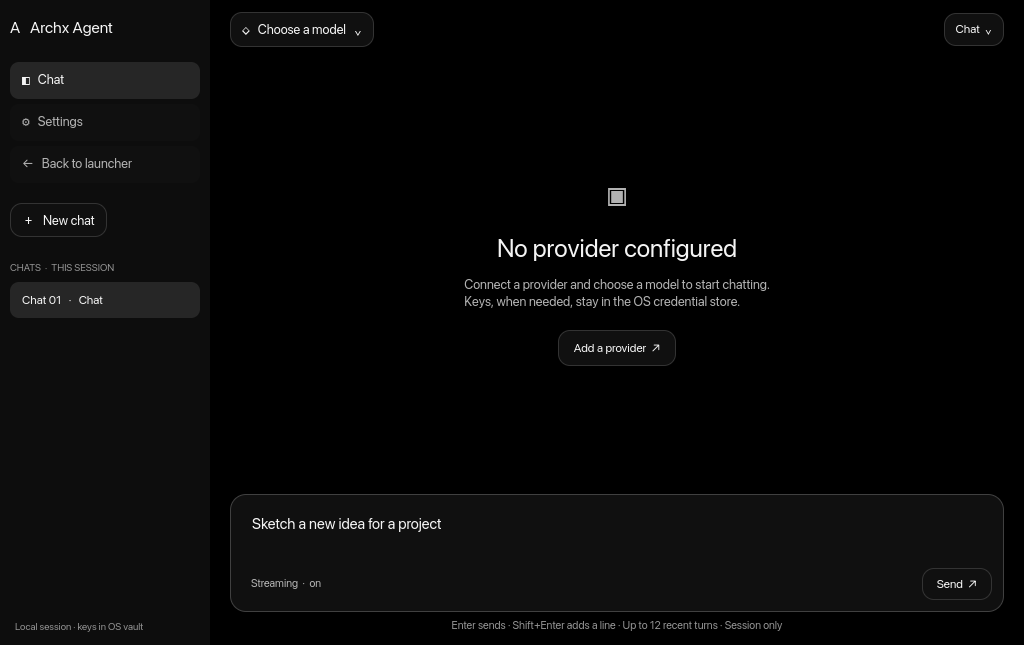 A Archx Agent
Chat
Settings
← Back to launcher
+ New chat
CHATS · THIS SESSION
Chat 01 · Chat
Local session · keys in OS vault
Choose a model
Chat
No provider configured
Connect a provider and choose a model to start chatting.
Keys, when needed, stay in the OS credential store.
Add a provider ↗
Sketch a new idea for a project
Streaming · on
Send ↗
Enter sends · Shift+Enter adds a line · Up to 12 recent turns · Session only